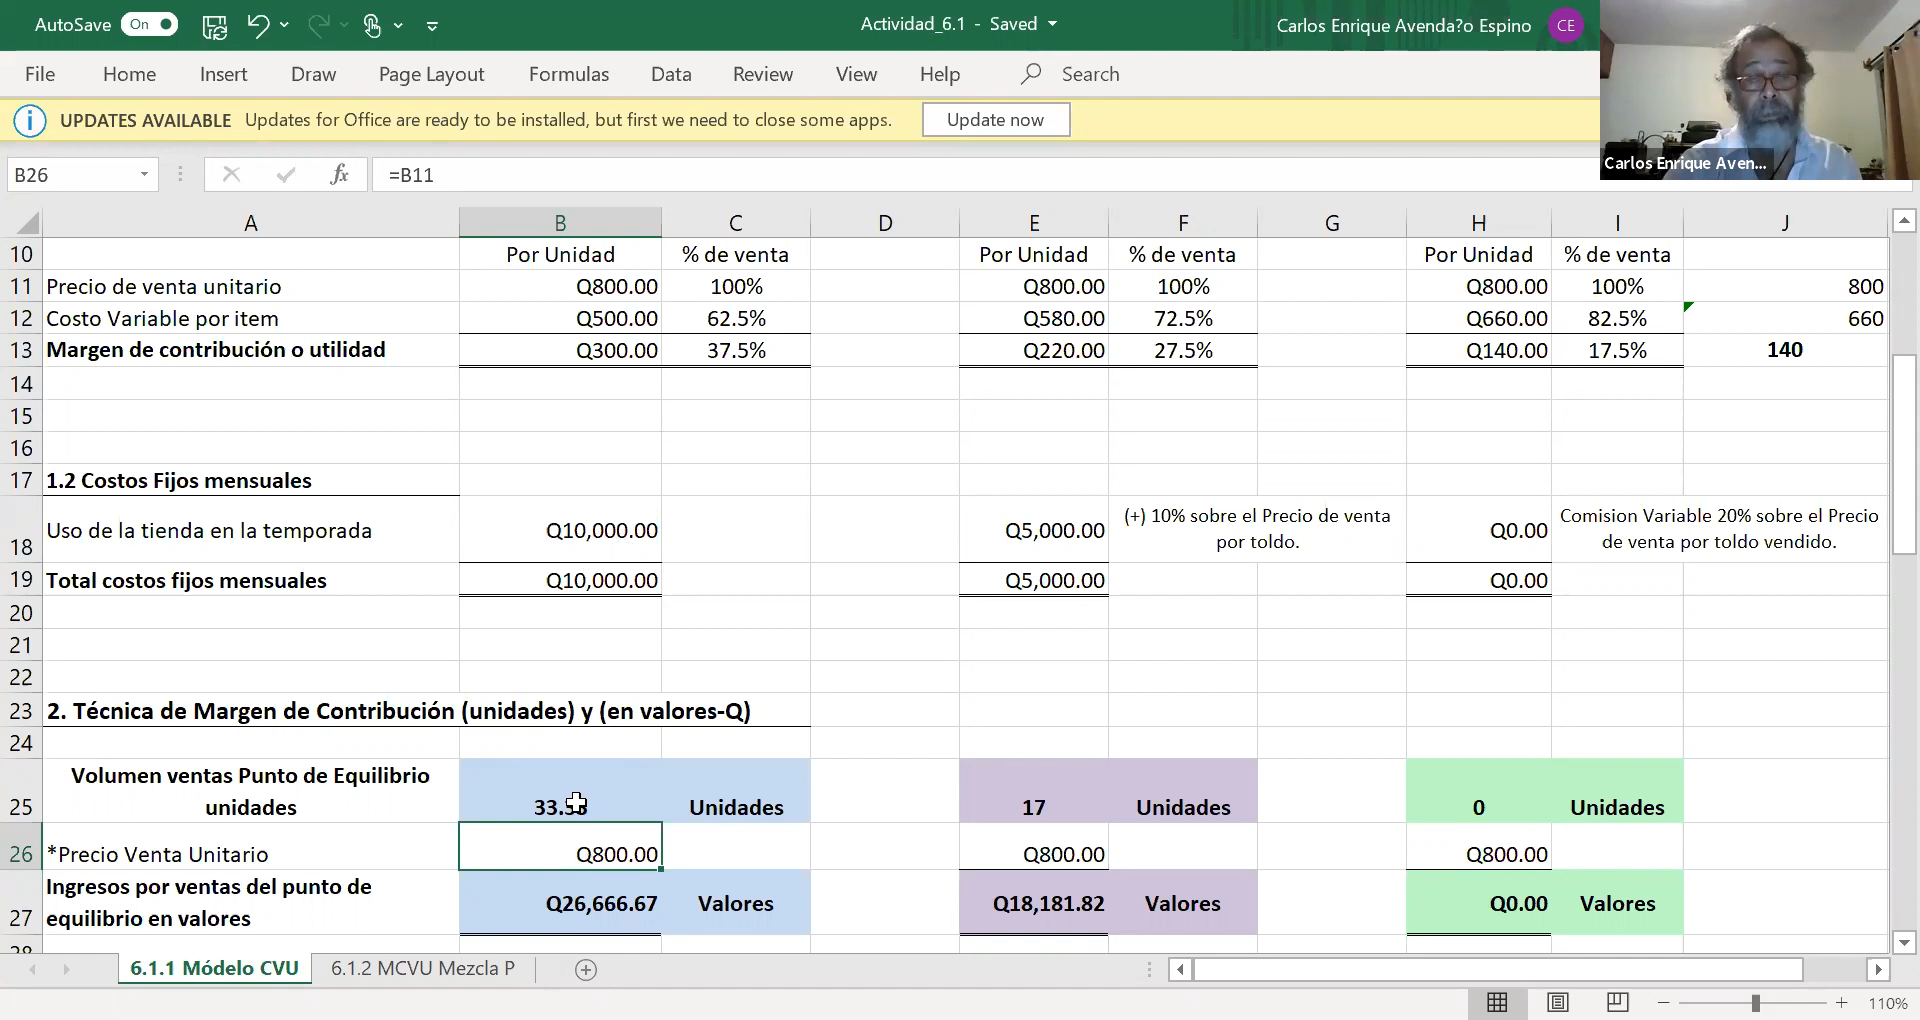 AutoSave On Actividad_6.1 - Saved Carlos Enrique Avenda?o Espino CE
File Home Insert Draw Page Layout Formulas Data Review View Help Search
UPDATES AVAILABLE Updates for Office are ready to be installed, but first we need to close some apps. Update now
Carlos Enrique Aven...
B26 fx =B11
A B C D E F G H I J
10 Por Unidad % de venta Por Unidad % de venta Por Unidad % de venta
11 Precio de venta unitario Q800.00 100% Q800.00 100% Q800.00 100% 800
12 Costo Variable por item Q500.00 62.5% Q580.00 72.5% Q660.00 82.5% 660
13 Margen de contribución o utilidad Q300.00 37.5% Q220.00 27.5% Q140.00 17.5% 140
14
15
16
17 1.2 Costos Fijos mensuales
18 Uso de la tienda en la temporada Q10,000.00 Q5,000.00 (+) 10% sobre el Precio de venta Q0.00 Comision Variable 20% sobre el Precio
por toldo. de venta por toldo vendido.
19 Total costos fijos mensuales Q10,000.00 Q5,000.00 Q0.00
20
21
22
23 2. Técnica de Margen de Contribución (unidades) y (en valores-Q)
24
Volumen ventas Punto de Equilibrio
25 unidades 33.33 Unidades 17 Unidades 0 Unidades
26 *Precio Venta Unitario Q800.00 Q800.00 Q800.00
Ingresos por ventas del punto de
27 equilibrio en valores Q26,666.67 Valores Q18,181.82 Valores Q0.00 Valores
28
6.1.1 Módelo CVU 6.1.2 MCVU Mezcla P
110%